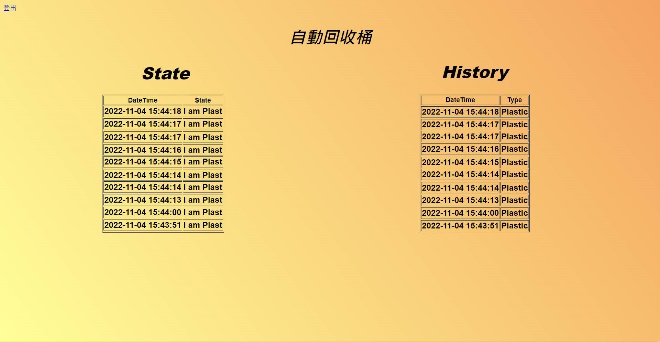 登出
自動回收桶
State
DateTime State
2022-11-04 15:44:18 I am Plast
2022-11-04 15:44:17 I am Plast
2022-11-04 15:44:17 I am Plast
2022-11-04 15:44:16 I am Plast
2022-11-04 15:44:15 I am Plast
2022-11-04 15:44:14 I am Plast
2022-11-04 15:44:14 I am Plast
2022-11-04 15:44:13 I am Plast
2022-11-04 15:44:00 I am Plast
2022-11-04 15:43:51 I am Plast
History
DateTime Type
2022-11-04 15:44:18 Plastic
2022-11-04 15:44:17 Plastic
2022-11-04 15:44:17 Plastic
2022-11-04 15:44:16 Plastic
2022-11-04 15:44:15 Plastic
2022-11-04 15:44:14 Plastic
2022-11-04 15:44:14 Plastic
2022-11-04 15:44:13 Plastic
2022-11-04 15:44:00 Plastic
2022-11-04 15:43:51 Plastic